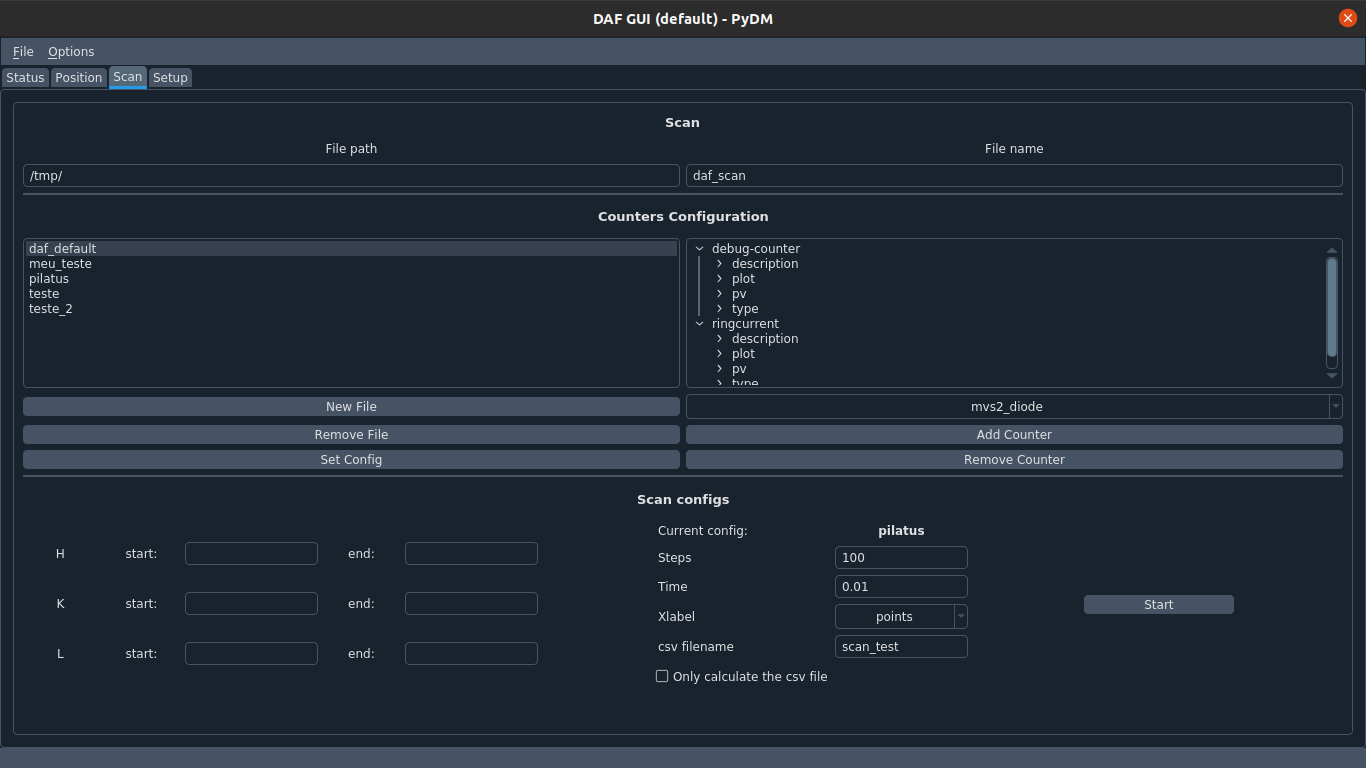 DAF GUI (default) - PyDM
File Options
Status Position Scan Setup
Scan
File path File name
/tmp/ daf_scan
Counters Configuration
daf_default
meu_teste
pilatus
teste
teste_2
debug-counter
description
plot
pv
type
ringcurrent
description
plot
pv
type
New File mvs2_diode
Remove File Add Counter
Set Config Remove Counter
Scan configs
H start: end:
K start: end:
L start: end:
Current config: pilatus
Steps 100
Time 0.01
Xlabel points
csv filename scan_test
Only calculate the csv file
Start